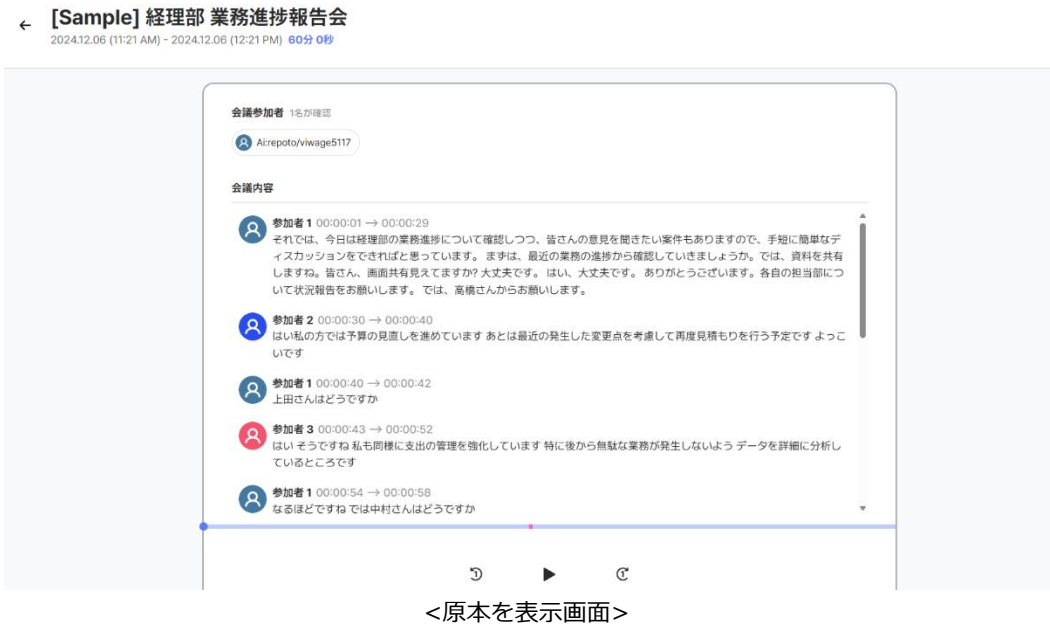 ← [Sample] 経理部 業務進捗報告会
2024.12.06 (11:21 AM) - 2024.12.06 (12:21 PM) 60分 0秒
会議参加者 1名が確認
Ai:repoto/viwage5117
会議内容
参加者 1 00:00:01 → 00:00:29
それでは、今日は経理部の業務進捗について確認しつつ、皆さんの意見を聞きたい案件もありますので、手短に簡単なデ
ィスカッションをできればと思っています。 まずは、最近の業務の進捗から確認していきましょうか。では、資料を共有
しますね。皆さん、画面共有見えてますか? 大丈夫です。 はい、大丈夫です。 ありがとうございます。各自の担当部につ
いて状況報告をお願いします。 では、高橋さんからお願いします。
参加者 2 00:00:30 → 00:00:40
はい私の方では予算の見直しを進めています あとは最近の発生した変更点を考慮して再度見積もりを行う予定です よっこ
いです
参加者 1 00:00:40 → 00:00:42
上田さんはどうですか
参加者 3 00:00:43 → 00:00:52
はい そうですね 私も同様に支出の管理を強化しています 特に後から無駄な業務が発生しないよう データを詳細に分析し
ているところです
参加者 1 00:00:54 → 00:00:58
なるほどですね では中村さんはどうですか
<原本を表示画面>